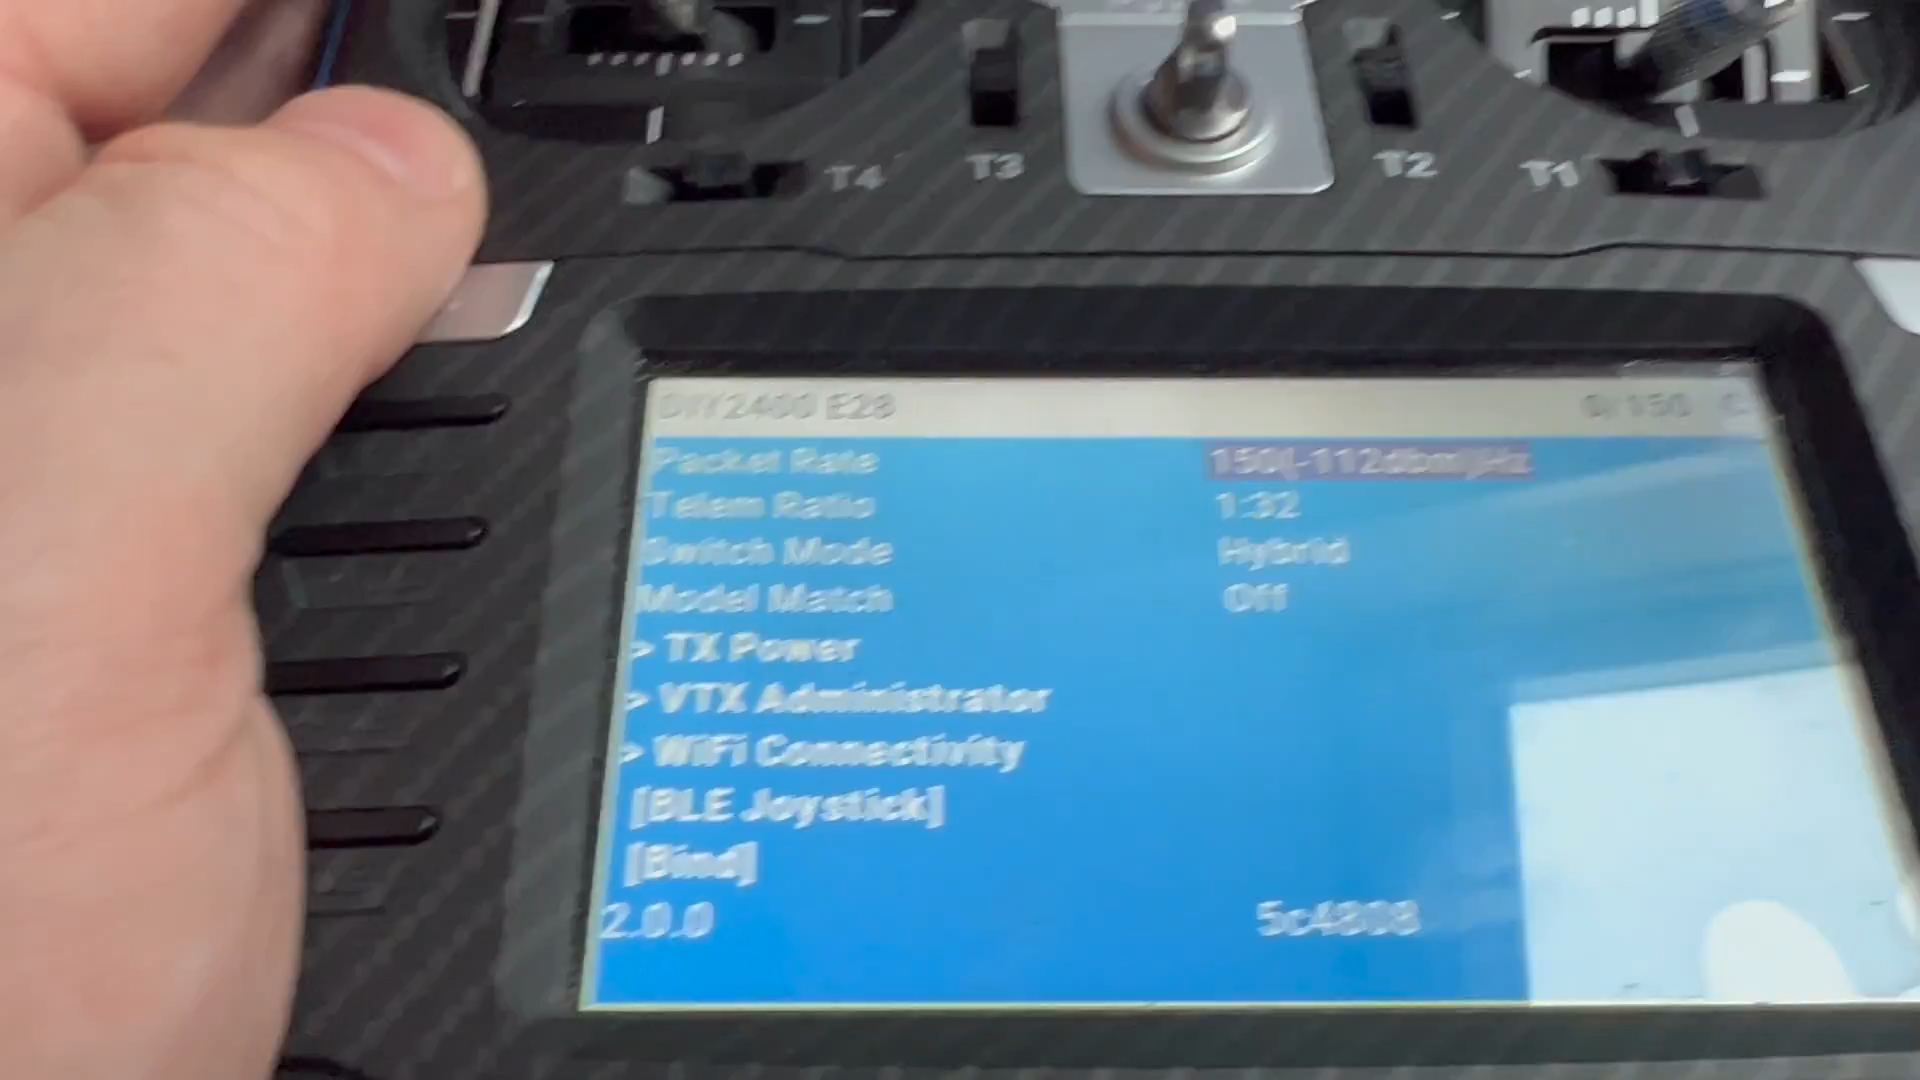 T4 T3 T2 T1
DIY2400 E28 0/150 C
Packet Rate 150(-112dbm)Hz
Telem Ratio 1:32
Switch Mode Hybrid
Model Match Off
> TX Power
> VTX Administrator
> WiFi Connectivity
[BLE Joystick]
[Bind]
2.0.0 5c4808